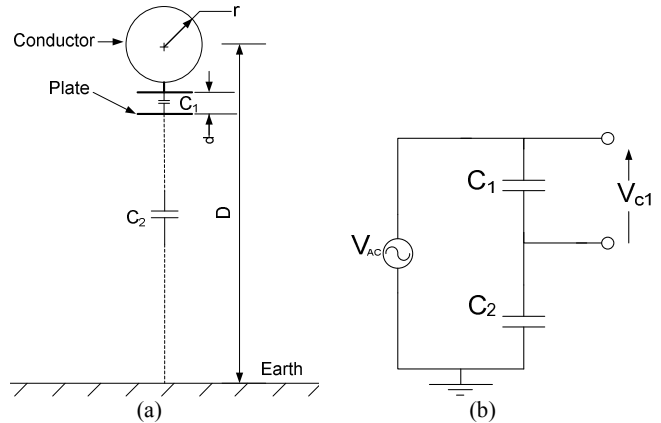 r
Conductor
Plate
C1
d
C2
D
Earth
(a)
C1
Vc1
VAC
C2
(b)